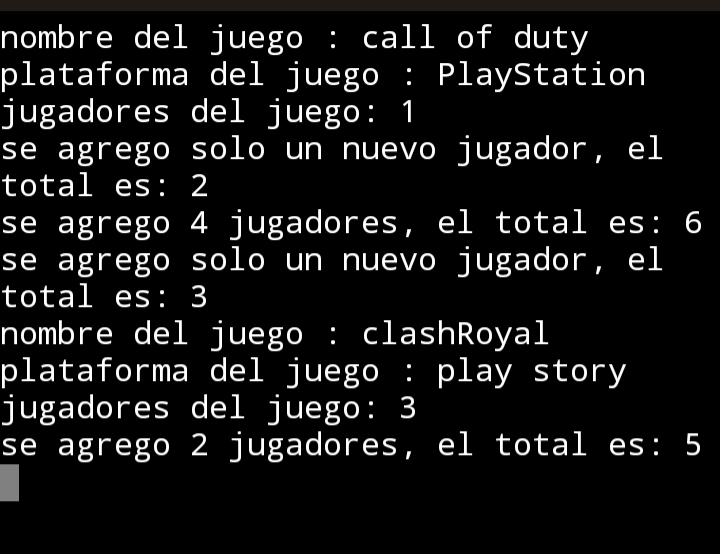 nombre del juego : call of duty
plataforma del juego : PlayStation
jugadores del juego: 1
se agrego solo un nuevo jugador, el
total es: 2
se agrego 4 jugadores, el total es: 6
se agrego solo un nuevo jugador, el
total es: 3
nombre del juego : clashRoyal
plataforma del juego : play story
jugadores del juego: 3
se agrego 2 jugadores, el total es: 5